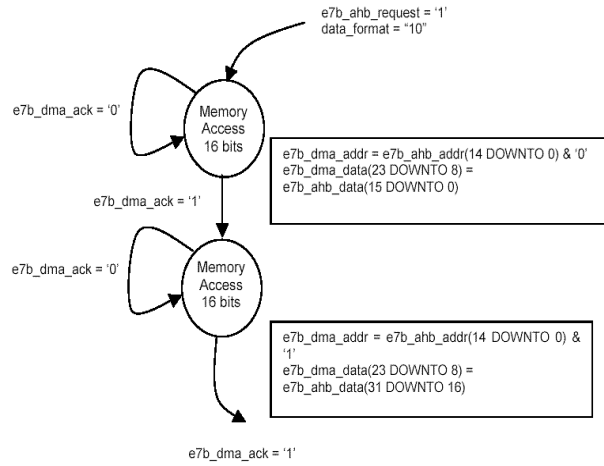 e7b_ahb_request = ‘1’
data_format = “10”
e7b_dma_ack = ‘0’
Memory
Access
16 bits
e7b_dma_addr = e7b_ahb_addr(14 DOWNTO 0) & ‘0’
e7b_dma_data(23 DOWNTO 8) =
e7b_ahb_data(15 DOWNTO 0)
e7b_dma_ack = ‘1’
e7b_dma_ack = ‘0’
Memory
Access
16 bits
e7b_dma_addr = e7b_ahb_addr(14 DOWNTO 0) &
‘1’
e7b_dma_data(23 DOWNTO 8) =
e7b_ahb_data(31 DOWNTO 16)
e7b_dma_ack = ‘1’